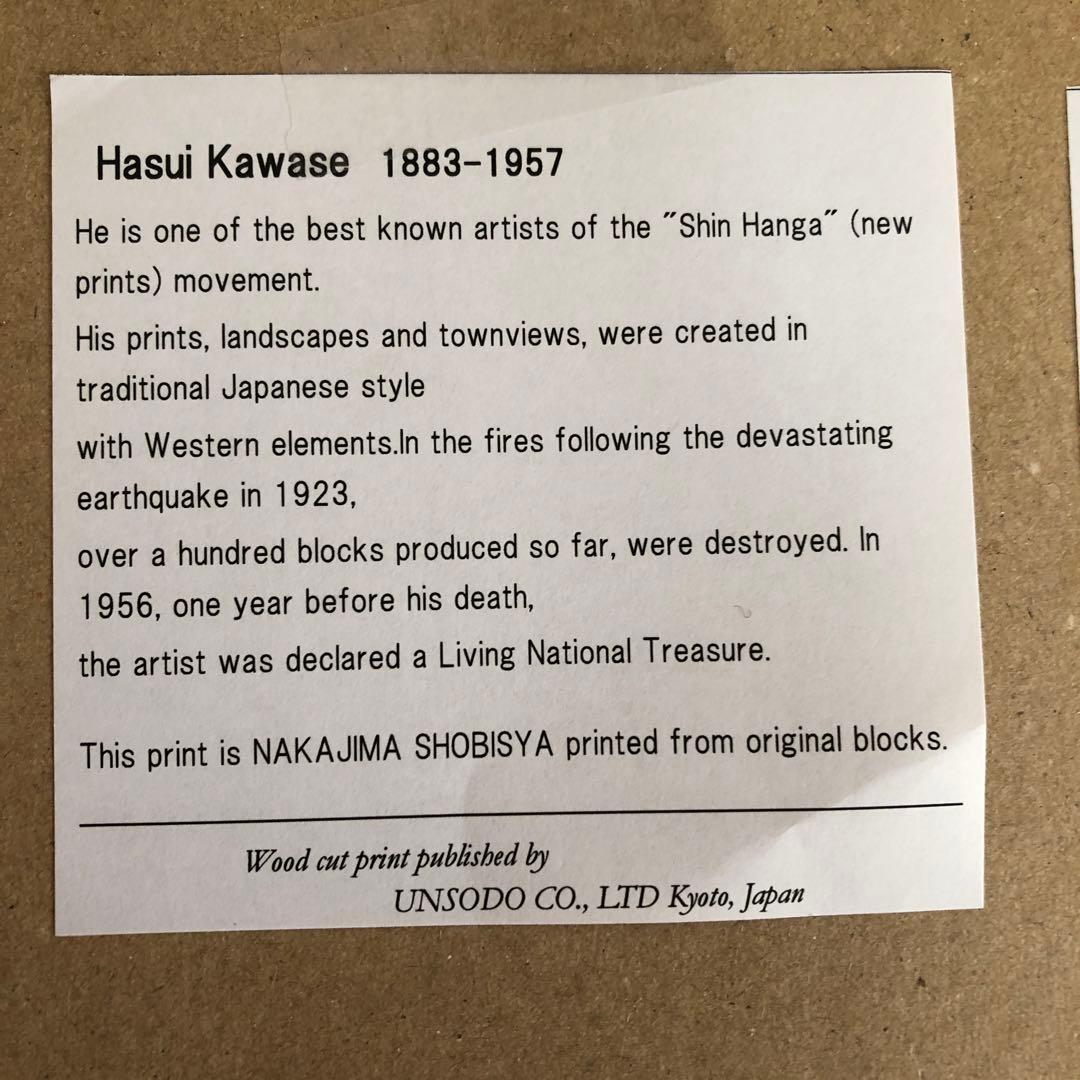 Hasui Kawase 1883-1957
He is one of the best known artists of the "Shin Hanga" (new
prints) movement.
His prints, landscapes and townviews, were created in
traditional Japanese style
with Western elements.In the fires following the devastating
earthquake in 1923,
over a hundred blocks produced so far, were destroyed. In
1956, one year before his death,
the artist was declared a Living National Treasure.
This print is NAKAJIMA SHOBISYA printed from original blocks.
Wood cut print published by
UNSODO CO., LTD Kyoto, Japan